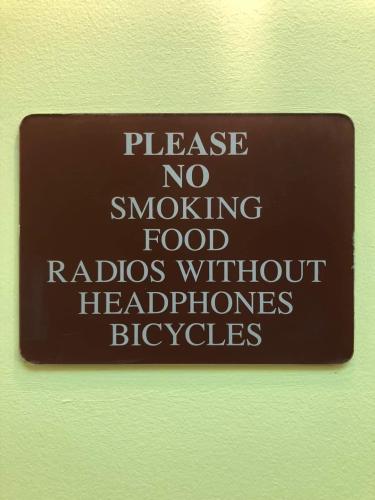 PLEASE
NO
SMOKING
FOOD
RADIOS WITHOUT
HEADPHONES
BICYCLES